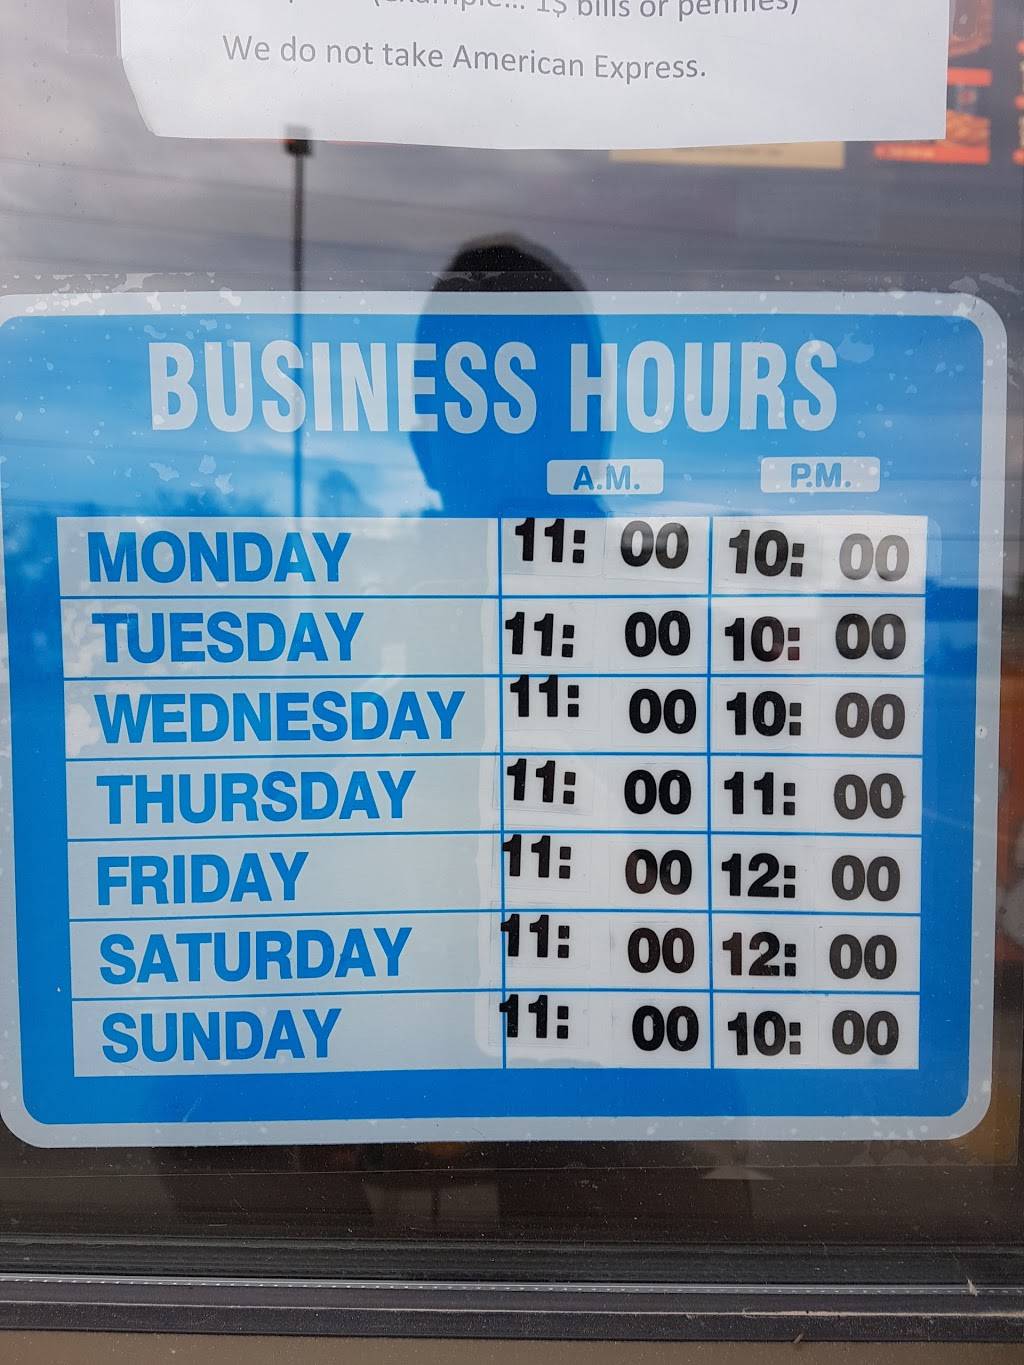 1$ bills or pennies)
We do not take American Express.
BUSINESS HOURS
A.M. P.M.
MONDAY 11: 00 10: 00
TUESDAY 11: 00 10: 00
WEDNESDAY 11: 00 10: 00
THURSDAY 11: 00 11: 00
FRIDAY 11: 00 12: 00
SATURDAY 11: 00 12: 00
SUNDAY 11: 00 10: 00